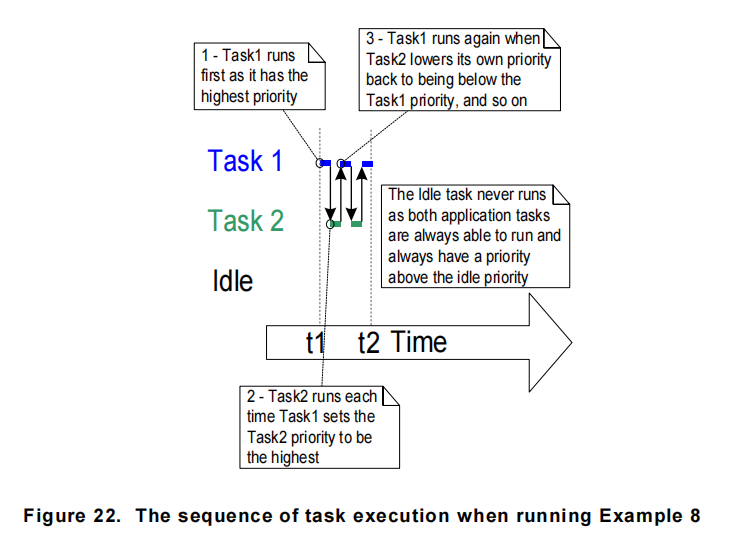 1 - Task1 runs
first as it has the
highest priority
3 - Task1 runs again when
Task2 lowers its own priority
back to being below the
Task1 priority, and so on
Task 1
Task 2
Idle
The Idle task never runs
as both application tasks
are always able to run and
always have a priority
above the idle priority
t1 t2 Time
2 - Task2 runs each
time Task1 sets the
Task2 priority to be
the highest
Figure 22. The sequence of task execution when running Example 8